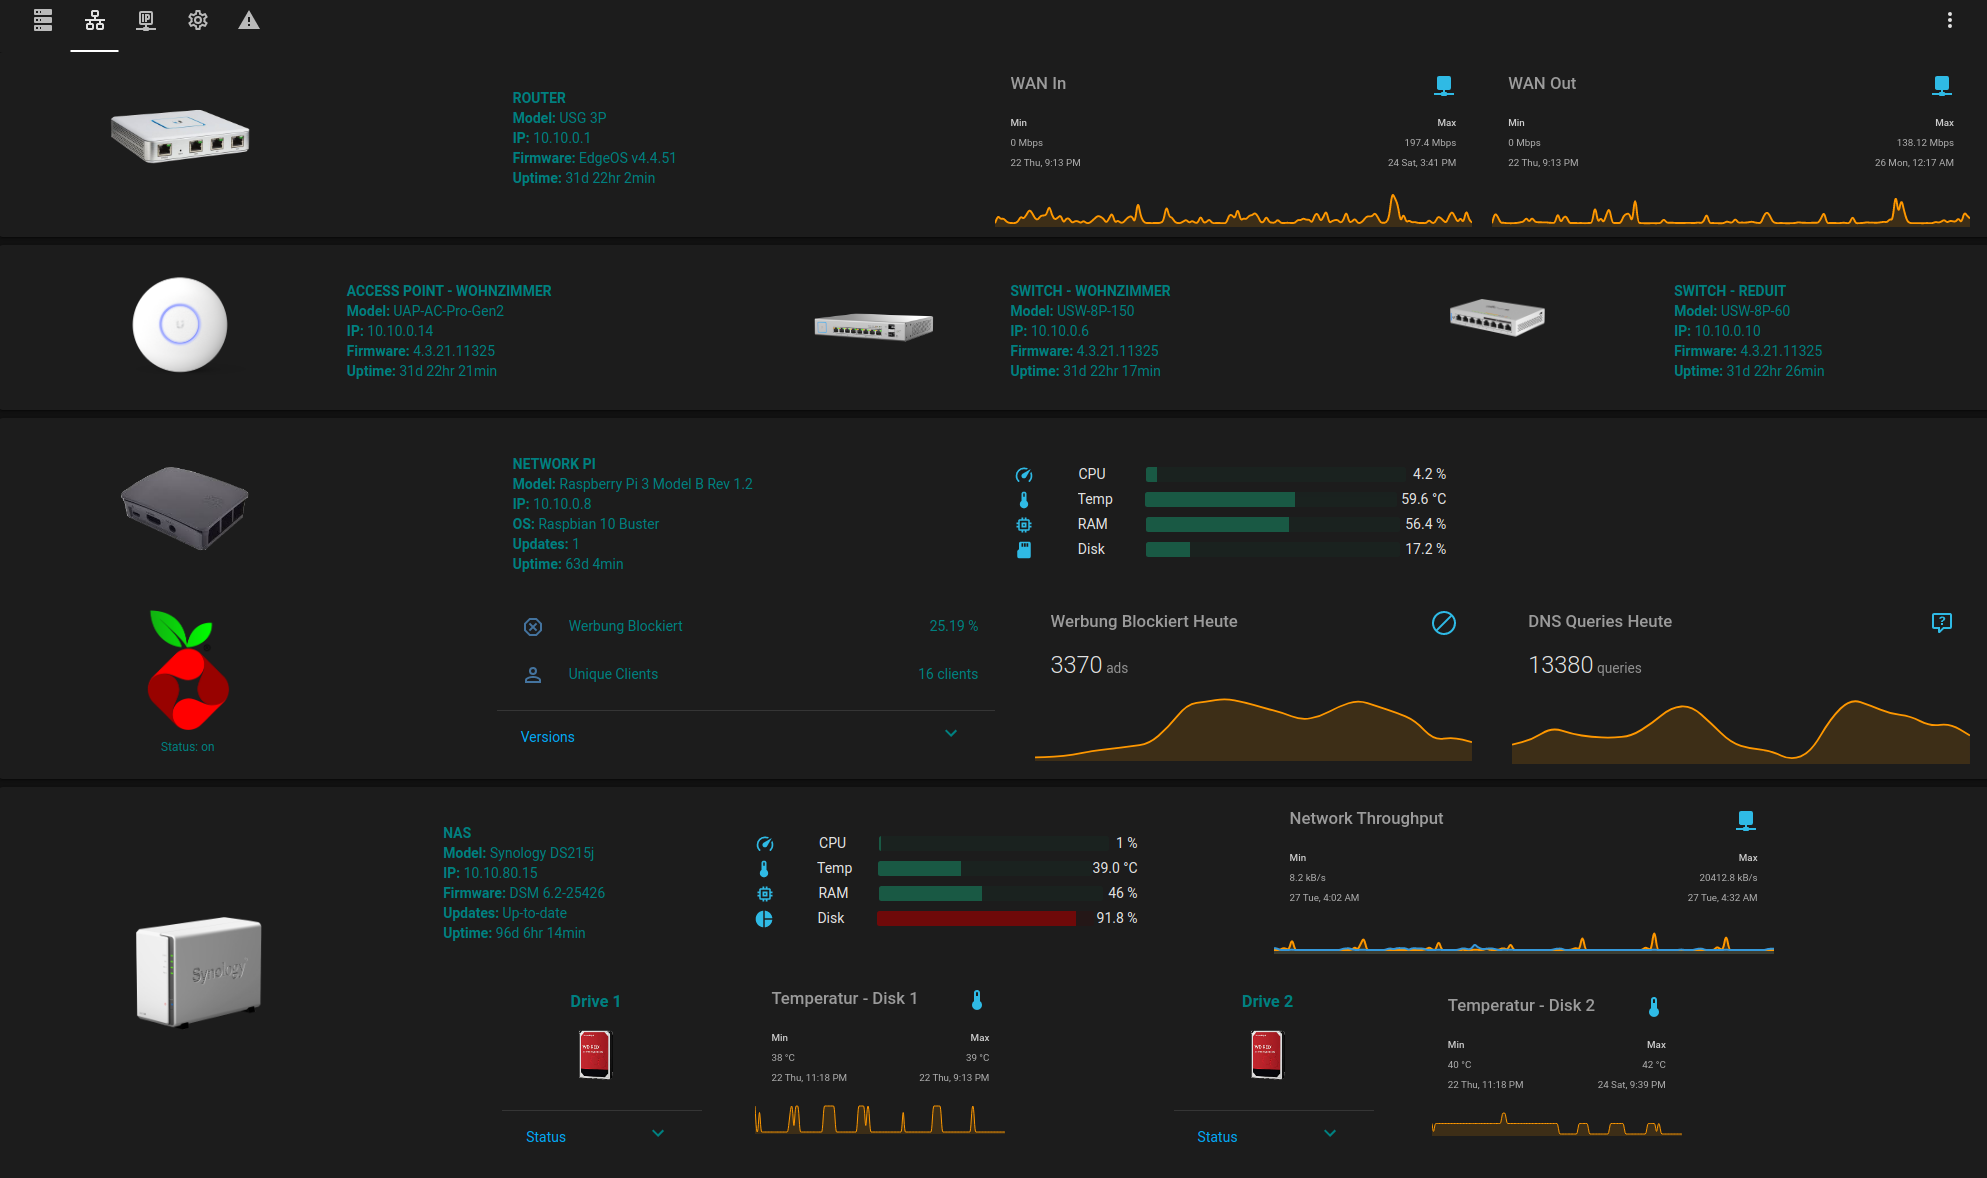 IP
ROUTER
Model: USG 3P
IP: 10.10.0.1
Firmware: EdgeOS v4.4.51
Uptime: 31d 22hr 2min
WAN In
Min Max
0 Mbps 197.4 Mbps
22 Thu, 9:13 PM 24 Sat, 3:41 PM
WAN Out
Min Max
0 Mbps 138.12 Mbps
22 Thu, 9:13 PM 26 Mon, 12:17 AM
ACCESS POINT - WOHNZIMMER
Model: UAP-AC-Pro-Gen2
IP: 10.10.0.14
Firmware: 4.3.21.11325
Uptime: 31d 22hr 21min
SWITCH - WOHNZIMMER
Model: USW-8P-150
IP: 10.10.0.6
Firmware: 4.3.21.11325
Uptime: 31d 22hr 17min
SWITCH - REDUIT
Model: USW-8P-60
IP: 10.10.0.10
Firmware: 4.3.21.11325
Uptime: 31d 22hr 26min
NETWORK PI
Model: Raspberry Pi 3 Model B Rev 1.2
IP: 10.10.0.8
OS: Raspbian 10 Buster
Updates: 1
Uptime: 63d 4min
CPU 4.2 %
Temp 59.6 °C
RAM 56.4 %
Disk 17.2 %
Status: on
Werbung Blockiert 25.19 %
Unique Clients 16 clients
Versions
Werbung Blockiert Heute
3370 ads
DNS Queries Heute
13380 queries
NAS
Model: Synology DS215j
IP: 10.10.80.15
Firmware: DSM 6.2-25426
Updates: Up-to-date
Uptime: 96d 6hr 14min
CPU 1 %
Temp 39.0 °C
RAM 46 %
Disk 91.8 %
Network Throughput
Min Max
8.2 kB/s 20412.8 kB/s
27 Tue, 4:02 AM 27 Tue, 4:32 AM
Synology
Drive 1
WD RED
Status
Temperatur - Disk 1
Min Max
38 °C 39 °C
22 Thu, 11:18 PM 22 Thu, 9:13 PM
Drive 2
WD RED
Status
Temperatur - Disk 2
Min Max
40 °C 42 °C
22 Thu, 11:18 PM 24 Sat, 9:39 PM